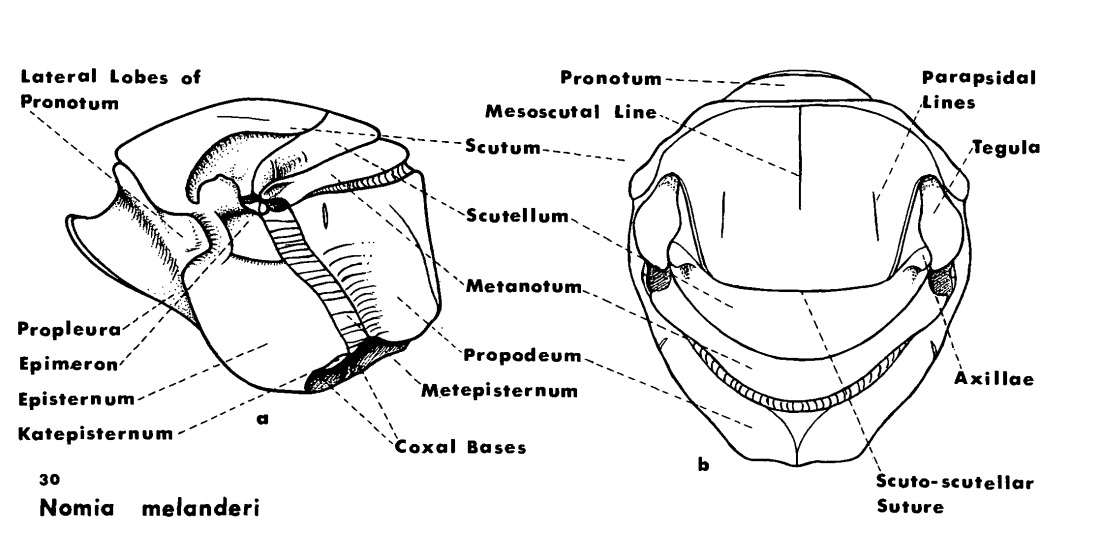 Lateral Lobes of
Pronotum
Pronotum
Mesoscutal Line
Scutum
Scutellum
Metanotum
Propodeum
Metepisternum
Coxal Bases
Propleura
Epimeron
Episternum
Katepisternum
a
Parapsidal
Lines
Tegula
Axillae
Scuto-scutellar
Suture
b
30
Nomia melanderi